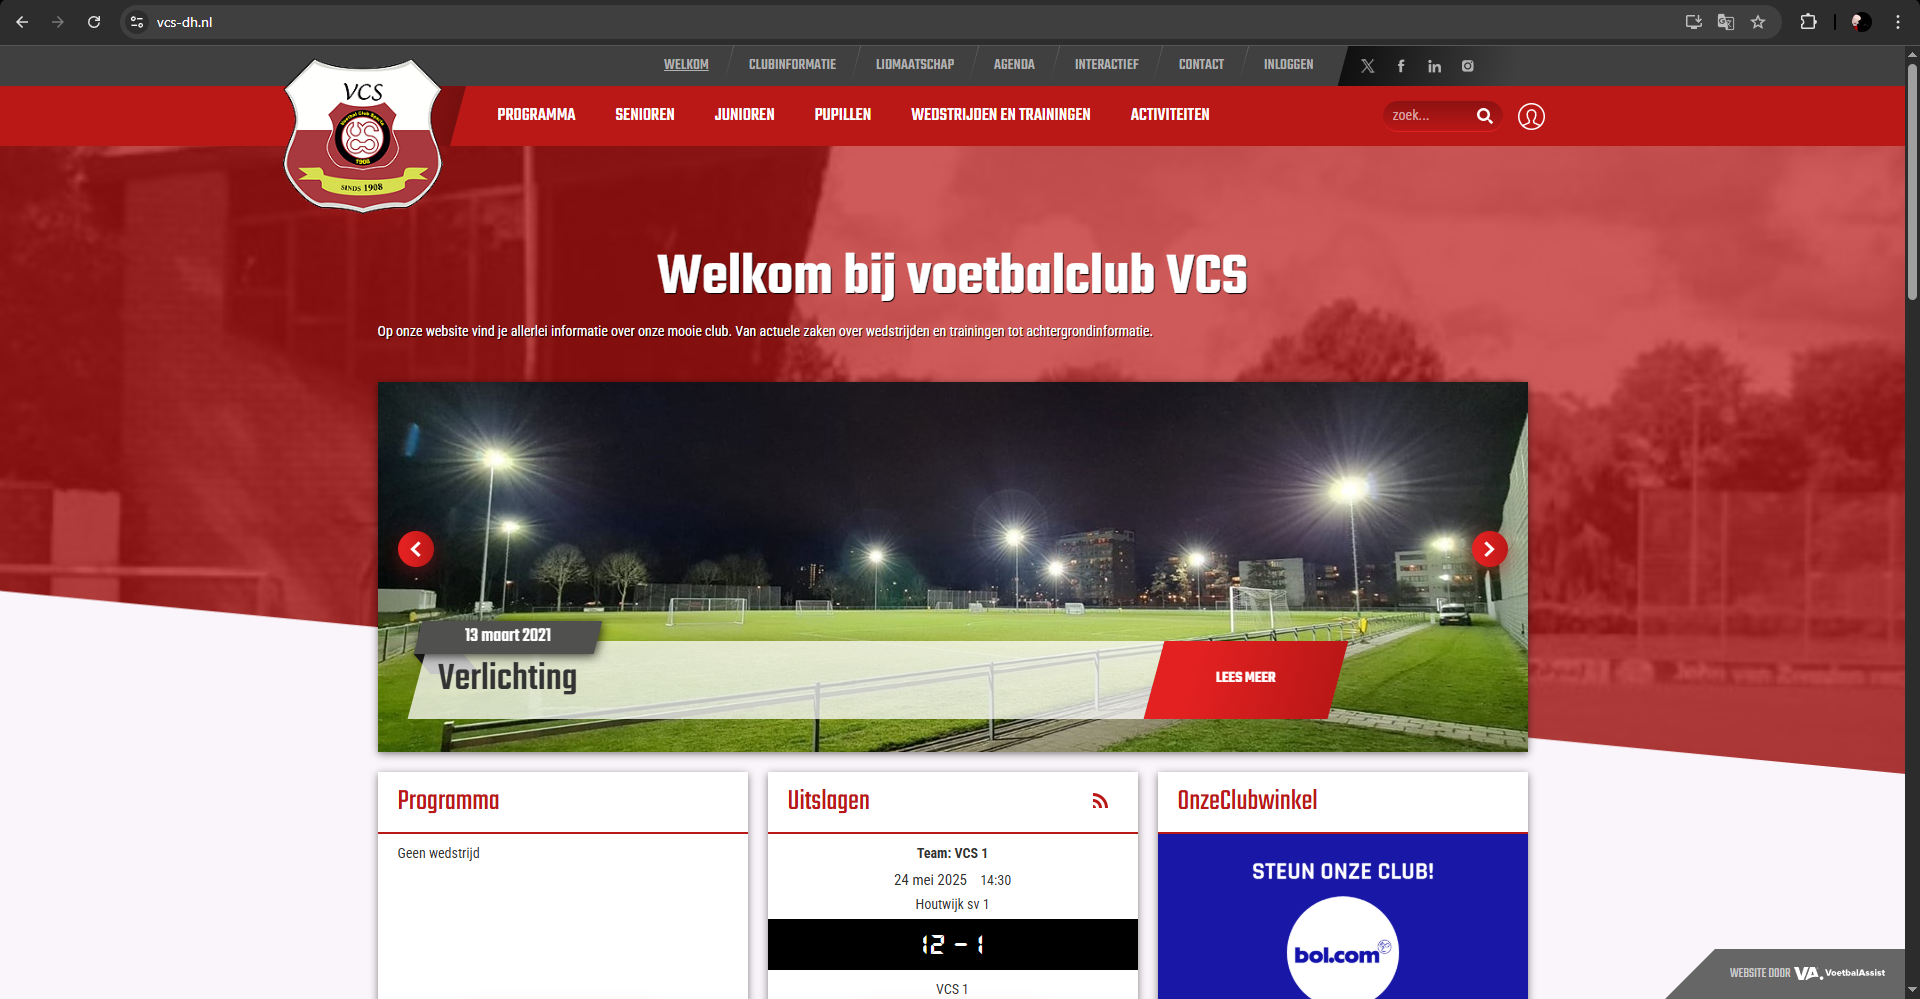 vcs-dh.nl
WELKOM CLUBINFORMATIE LIDMAATSCHAP AGENDA INTERACTIEF CONTACT INLOGGEN
VCS
Voetbal Club Sparta
VCS
1908
SINDS 1908
PROGRAMMA SENIOREN JUNIOREN PUPILLEN WEDSTRIJDEN EN TRAININGEN ACTIVITEITEN
zoek...
Welkom bij voetbalclub VCS
Op onze website vind je allerlei informatie over onze mooie club. Van actuele zaken over wedstrijden en trainingen tot achtergrondinformatie.
13 maart 2021
Verlichting
LEES MEER
Programma
Geen wedstrijd
Uitslagen
Team: VCS 1
24 mei 2025 14:30
Houtwijk sv 1
12 - 1
VCS 1
OnzeClubwinkel
STEUN ONZE CLUB!
bol.com
WEBSITE DOOR VA. VoetbalAssist